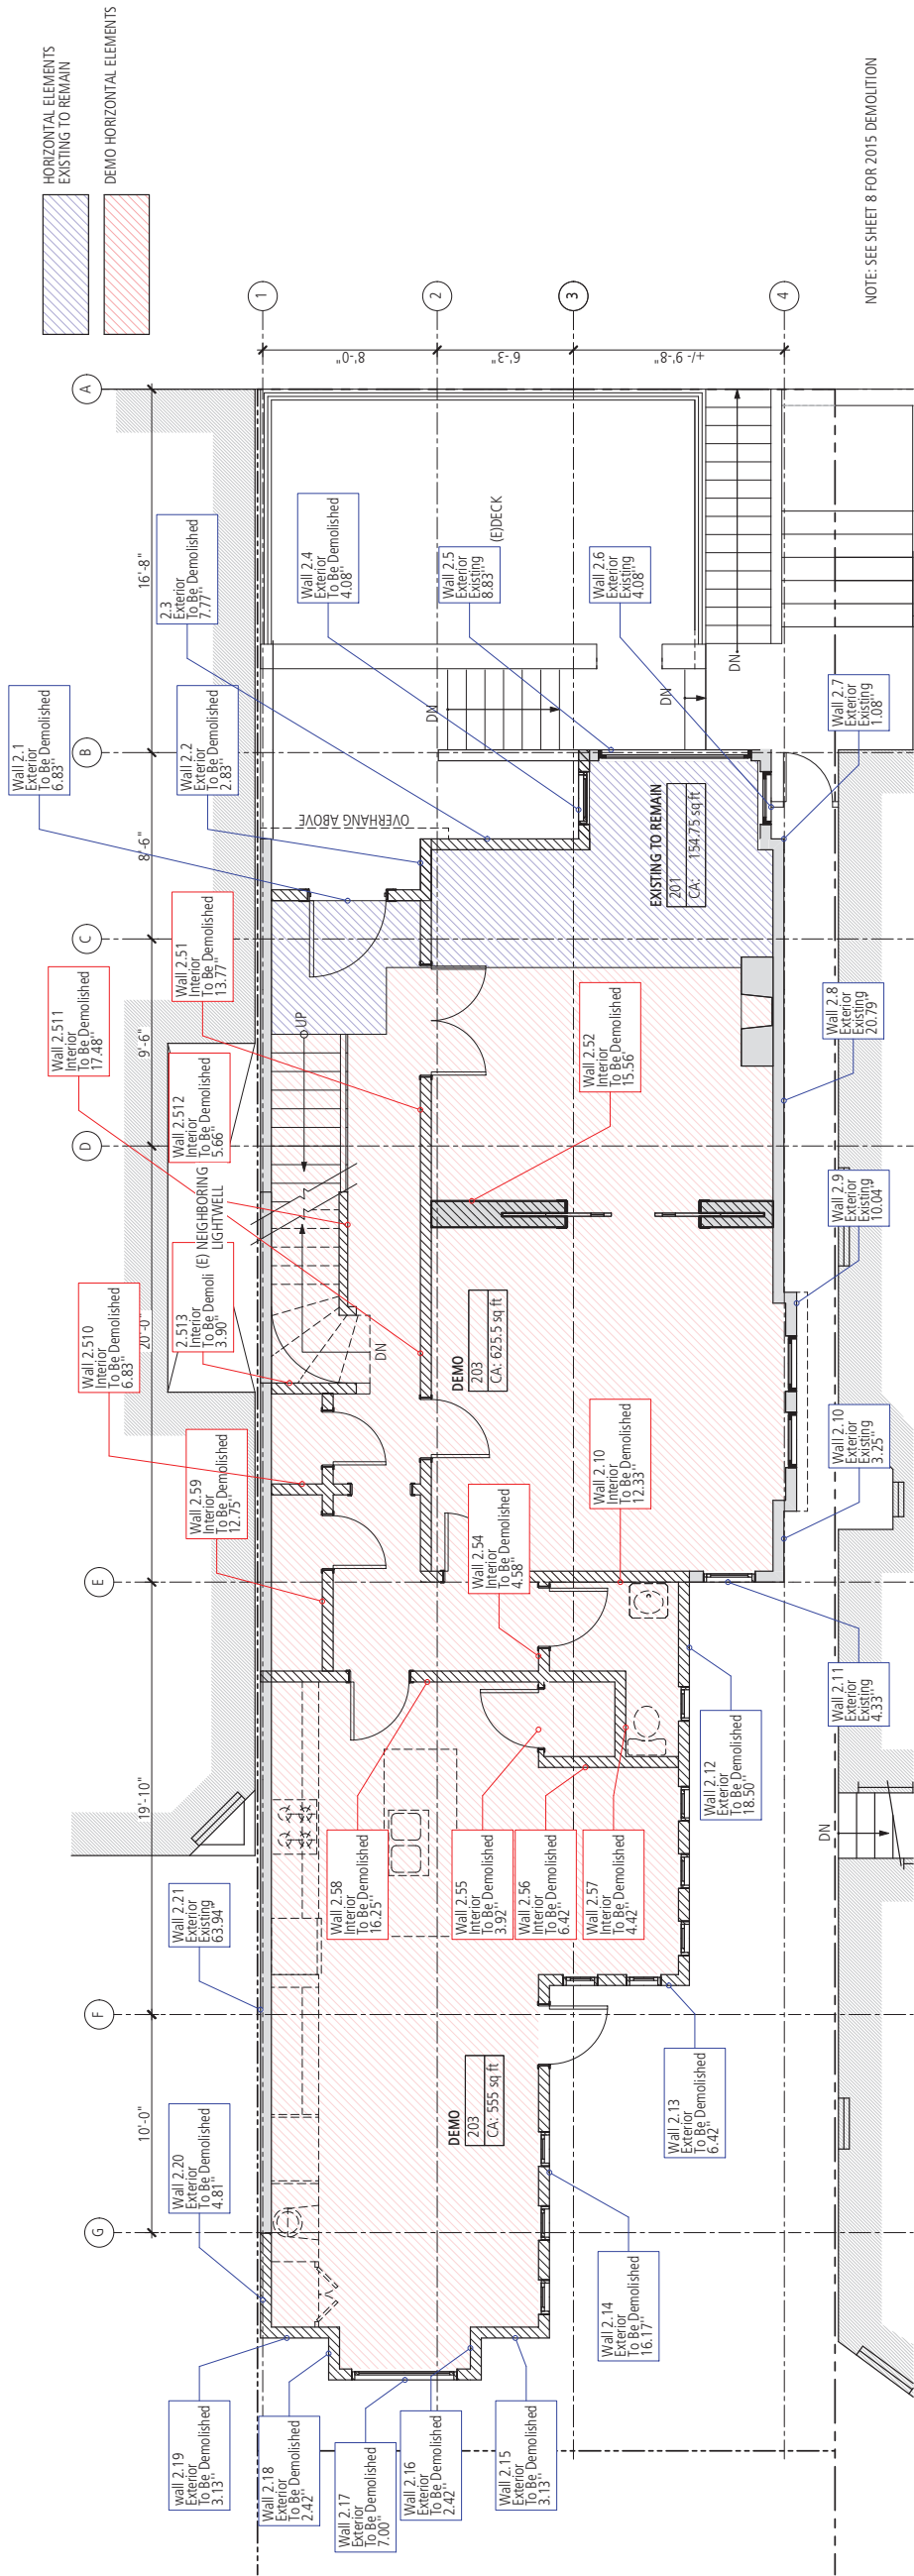 HORIZONTAL ELEMENTS
EXISTING TO REMAIN
DEMO HORIZONTAL ELEMENTS
NOTE: SEE SHEET 8 FOR 2015 DEMOLITION
1
2
3
4
8'-0"
6'-3"
+/- 9'-8"
A
B
C
D
E
F
G
16'-8"
8'-6"
9'-6"
20'-0"
19'-10"
10'-0"
Wall 2.1
Exterior
To Be Demolished
6.83"
Wall 2.2
Exterior
To Be Demolished
2.83"
2.3
Exterior
To Be Demolished
7.77"
Wall 2.4
Exterior
To Be Demolished
4.08"
Wall 2.5
Exterior
Existing
8.83"
Wall 2.6
Exterior
Existing
4.08"
Wall 2.7
Exterior
Existing
1.08"
Wall 2.8
Exterior
Existing
20.79"
Wall 2.9
Exterior
Existing
10.04"
Wall 2.10
Exterior
Existing
3.25"
Wall 2.11
Exterior
Existing
4.33"
Wall 2.12
Exterior
To Be Demolished
18.50"
Wall 2.13
Exterior
To Be Demolished
6.42"
Wall 2.14
Exterior
To Be Demolished
16.17"
Wall 2.15
Exterior
To Be Demolished
3.13"
Wall 2.16
Exterior
To Be Demolished
2.42"
Wall 2.17
Exterior
To Be Demolished
7.00"
Wall 2.18
Exterior
To Be Demolished
2.42"
wall 2.19
Exterior
To Be Demolished
3.13"
Wall 2.20
Exterior
To Be Demolished
4.81"
Wall 2.21
Exterior
Existing
63.94"
Wall 2.51
Interior
To Be Demolished
13.77"
Wall 2.511
Interior
To Be Demolished
17.48"
Wall 2.512
Interior
To Be Demolished
5.66"
2.513
Interior
To Be Demoli
3.90"
(E) NEIGHBORING
LIGHTWELL
Wall 2.510
Interior
To Be Demolished
6.83"
Wall 2.59
Interior
To Be Demolished
12.75"
Wall 2.52
Interior
To Be Demolished
15.56"
Wall 2.10
Interior
To Be Demolished
12.33"
Wall 2.54
Interior
To Be Demolished
4.58"
Wall 2.58
Interior
To Be Demolished
16.25"
Wall 2.55
Interior
To Be Demolished
3.92"
Wall 2.56
Interior
To Be Demolished
6.42"
Wall 2.57
Interior
To Be Demolished
4.42"
(E)DECK
OVERHANG ABOVE
DN
DN
DN
UP
DN
DN
EXISTING TO REMAIN
201
CA: 154.75 sq ft
DEMO
203
CA: 625.5 sq ft
DEMO
203
CA: 555 sq ft